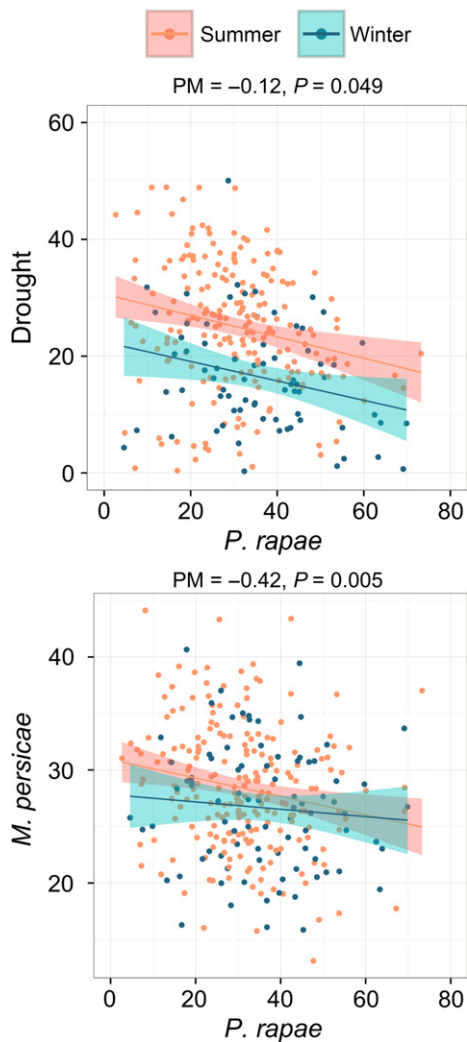 Summer Winter
PM = −0.12, P = 0.049
60
40
20
0
Drought
0 20 40 60 80
P. rapae
PM = −0.42, P = 0.005
40
30
20
M. persicae
0 20 40 60 80
P. rapae